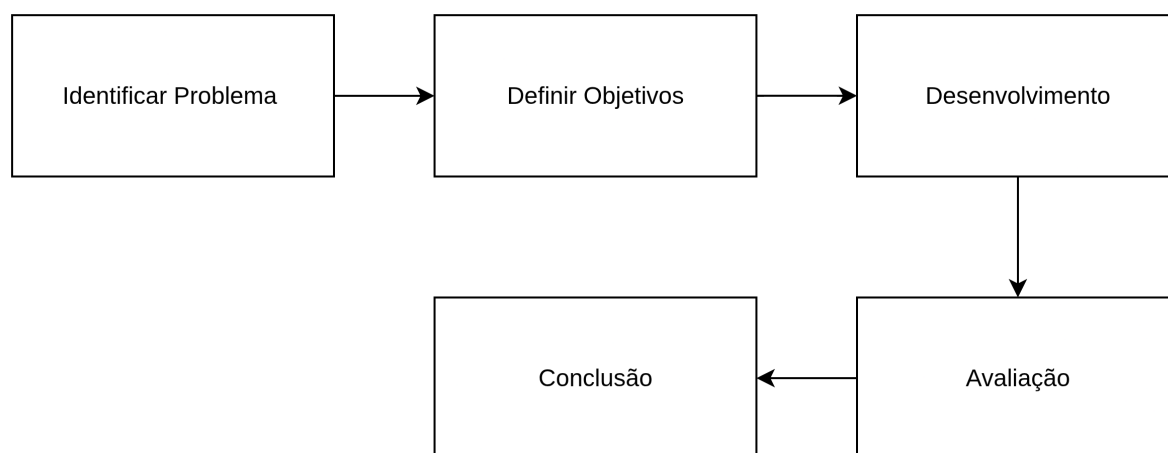 Identificar Problema
Definir Objetivos
Desenvolvimento
Avaliação
Conclusão